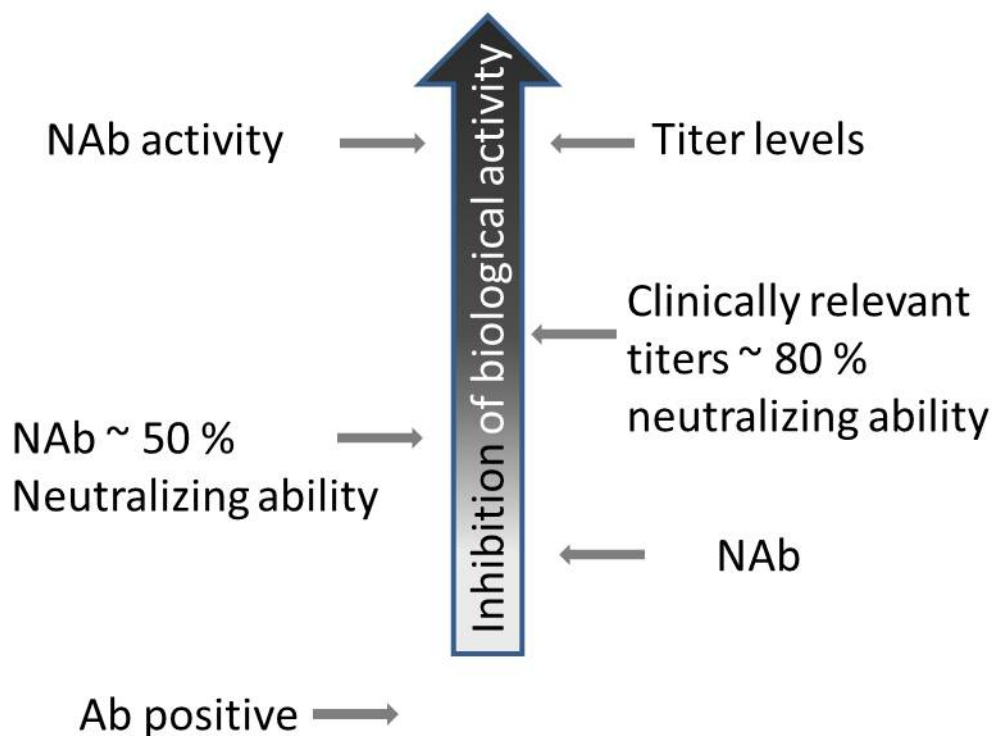 NAb activity
Titer levels
Inhibition of biological activity
Clinically relevant
titers ~ 80 %
neutralizing ability
NAb ~ 50 %
Neutralizing ability
NAb
Ab positive